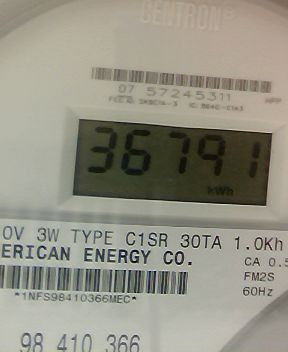 CENTRON®
07 57245311
36791
kWh
0V 3W TYPE C1SR 30TA 1.0Kh
ERICAN ENERGY CO.
CA 0.5
FM2S
*1NFS98410366MEC*
60Hz
98 410 366